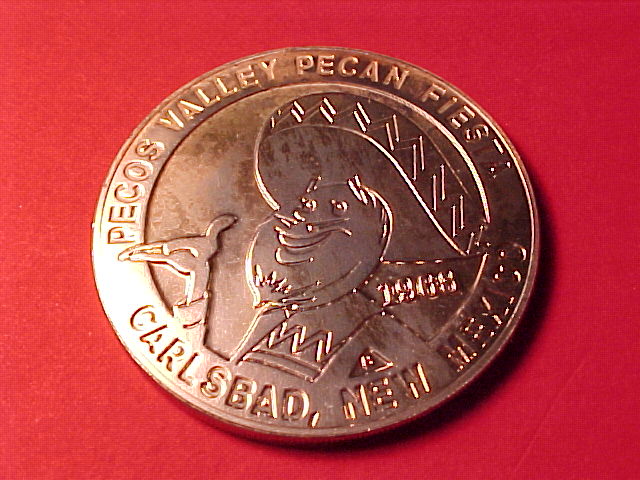 PECOS VALLEY PECAN FIESTA
1968
CARLSBAD, NEW MEXICO